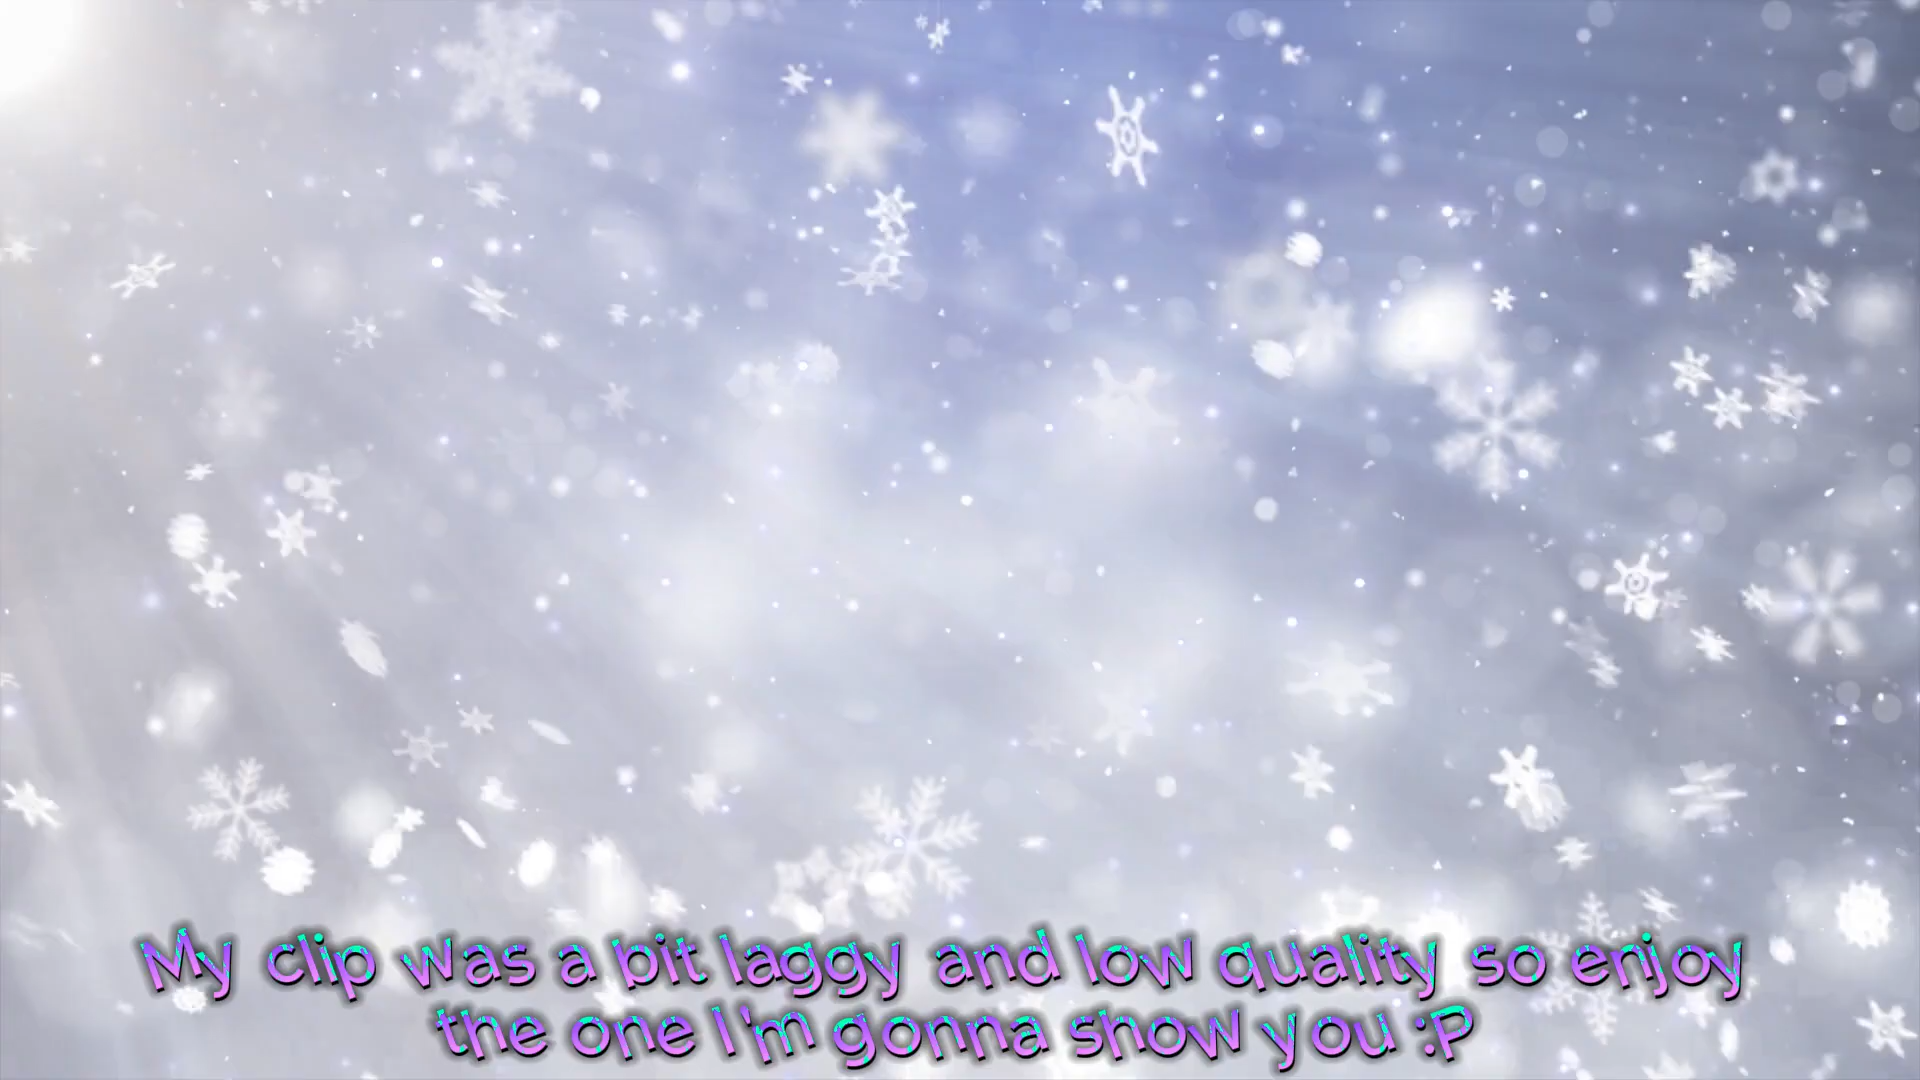 My clip was a bit laggy and low quality so enjoy
the one I'm gonna show you :P